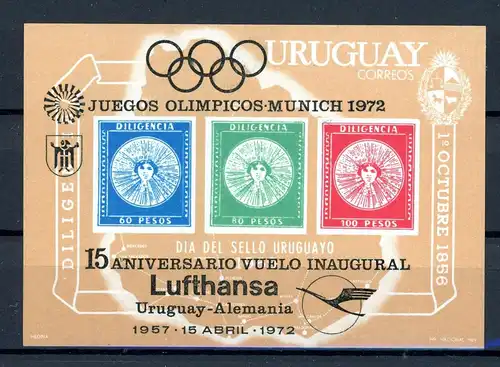 URUGUAY
CORREOS
JUEGOS OLIMPICOS·MUNICH 1972
DILIGENCIA
60 PESOS
DILIGENCIA
80 PESOS
DILIGENCIA
100 PESOS
DILIGE
1º OCTUBRE 1856
DIA DEL SELLO URUGUAYO
15 ANIVERSARIO VUELO INAUGURAL
Lufthansa
Uruguay-Alemania
1957·15 ABRIL·1972